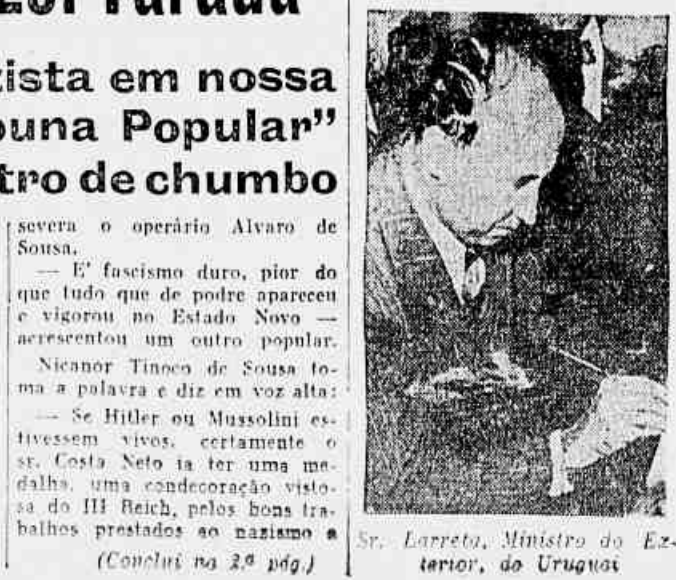 ista em nossa
una Popular”
tro de chumbo
severa o operário Alvaro de
Sousa.
— E' fascismo duro, pior do
que tudo que de podre apareceu
e vigorou no Estado Novo —
acrescentou um outro popular.
Nicanor Tinoco de Sousa to-
ma a palavra e diz em voz alta:
— Se Hitler ou Mussolini es-
tivessem vivos, certamente o
sr. Costa Neto ia ter uma me-
dalha, uma condecoração visto-
sa do III Reich, pelos bons tra-
balhos prestados ao nazismo a
(Conclui na 2.ª pág.)
Sr. Larreta, Ministro do Ex-
terior, do Uruguai